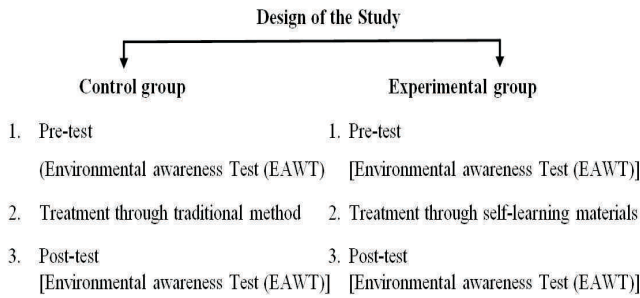 Design of the Study
Control group
1. Pre-test
(Environmental awareness Test (EAWT)
2. Treatment through traditional method
3. Post-test
[Environmental awareness Test (EAWT)]
Experimental group
1. Pre-test
[Environmental awareness Test (EAWT)]
2. Treatment through self-learning materials
3. Post-test
[Environmental awareness Test (EAWT)]